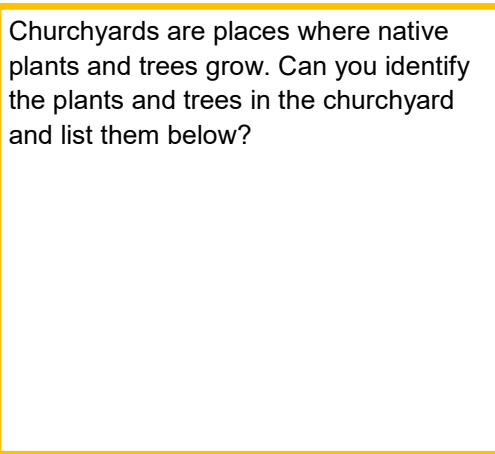 Churchyards are places where native
plants and trees grow. Can you identify
the plants and trees in the churchyard
and list them below?